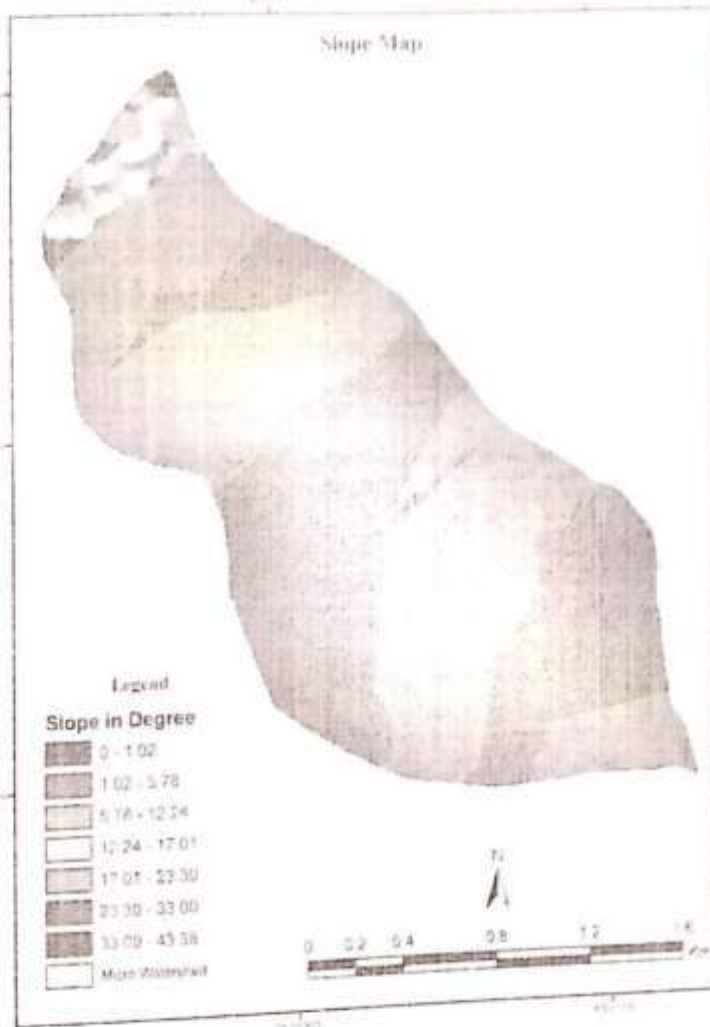 Slope Map
Legend
Slope in Degree
0 - 1.02
1.02 - 5.78
5.78 - 12.24
12.24 - 17.01
17.01 - 23.30
23.30 - 33.00
33.00 - 43.38
Micro Watershed
N
0 0.2 0.4 0.8 1.2 1.6